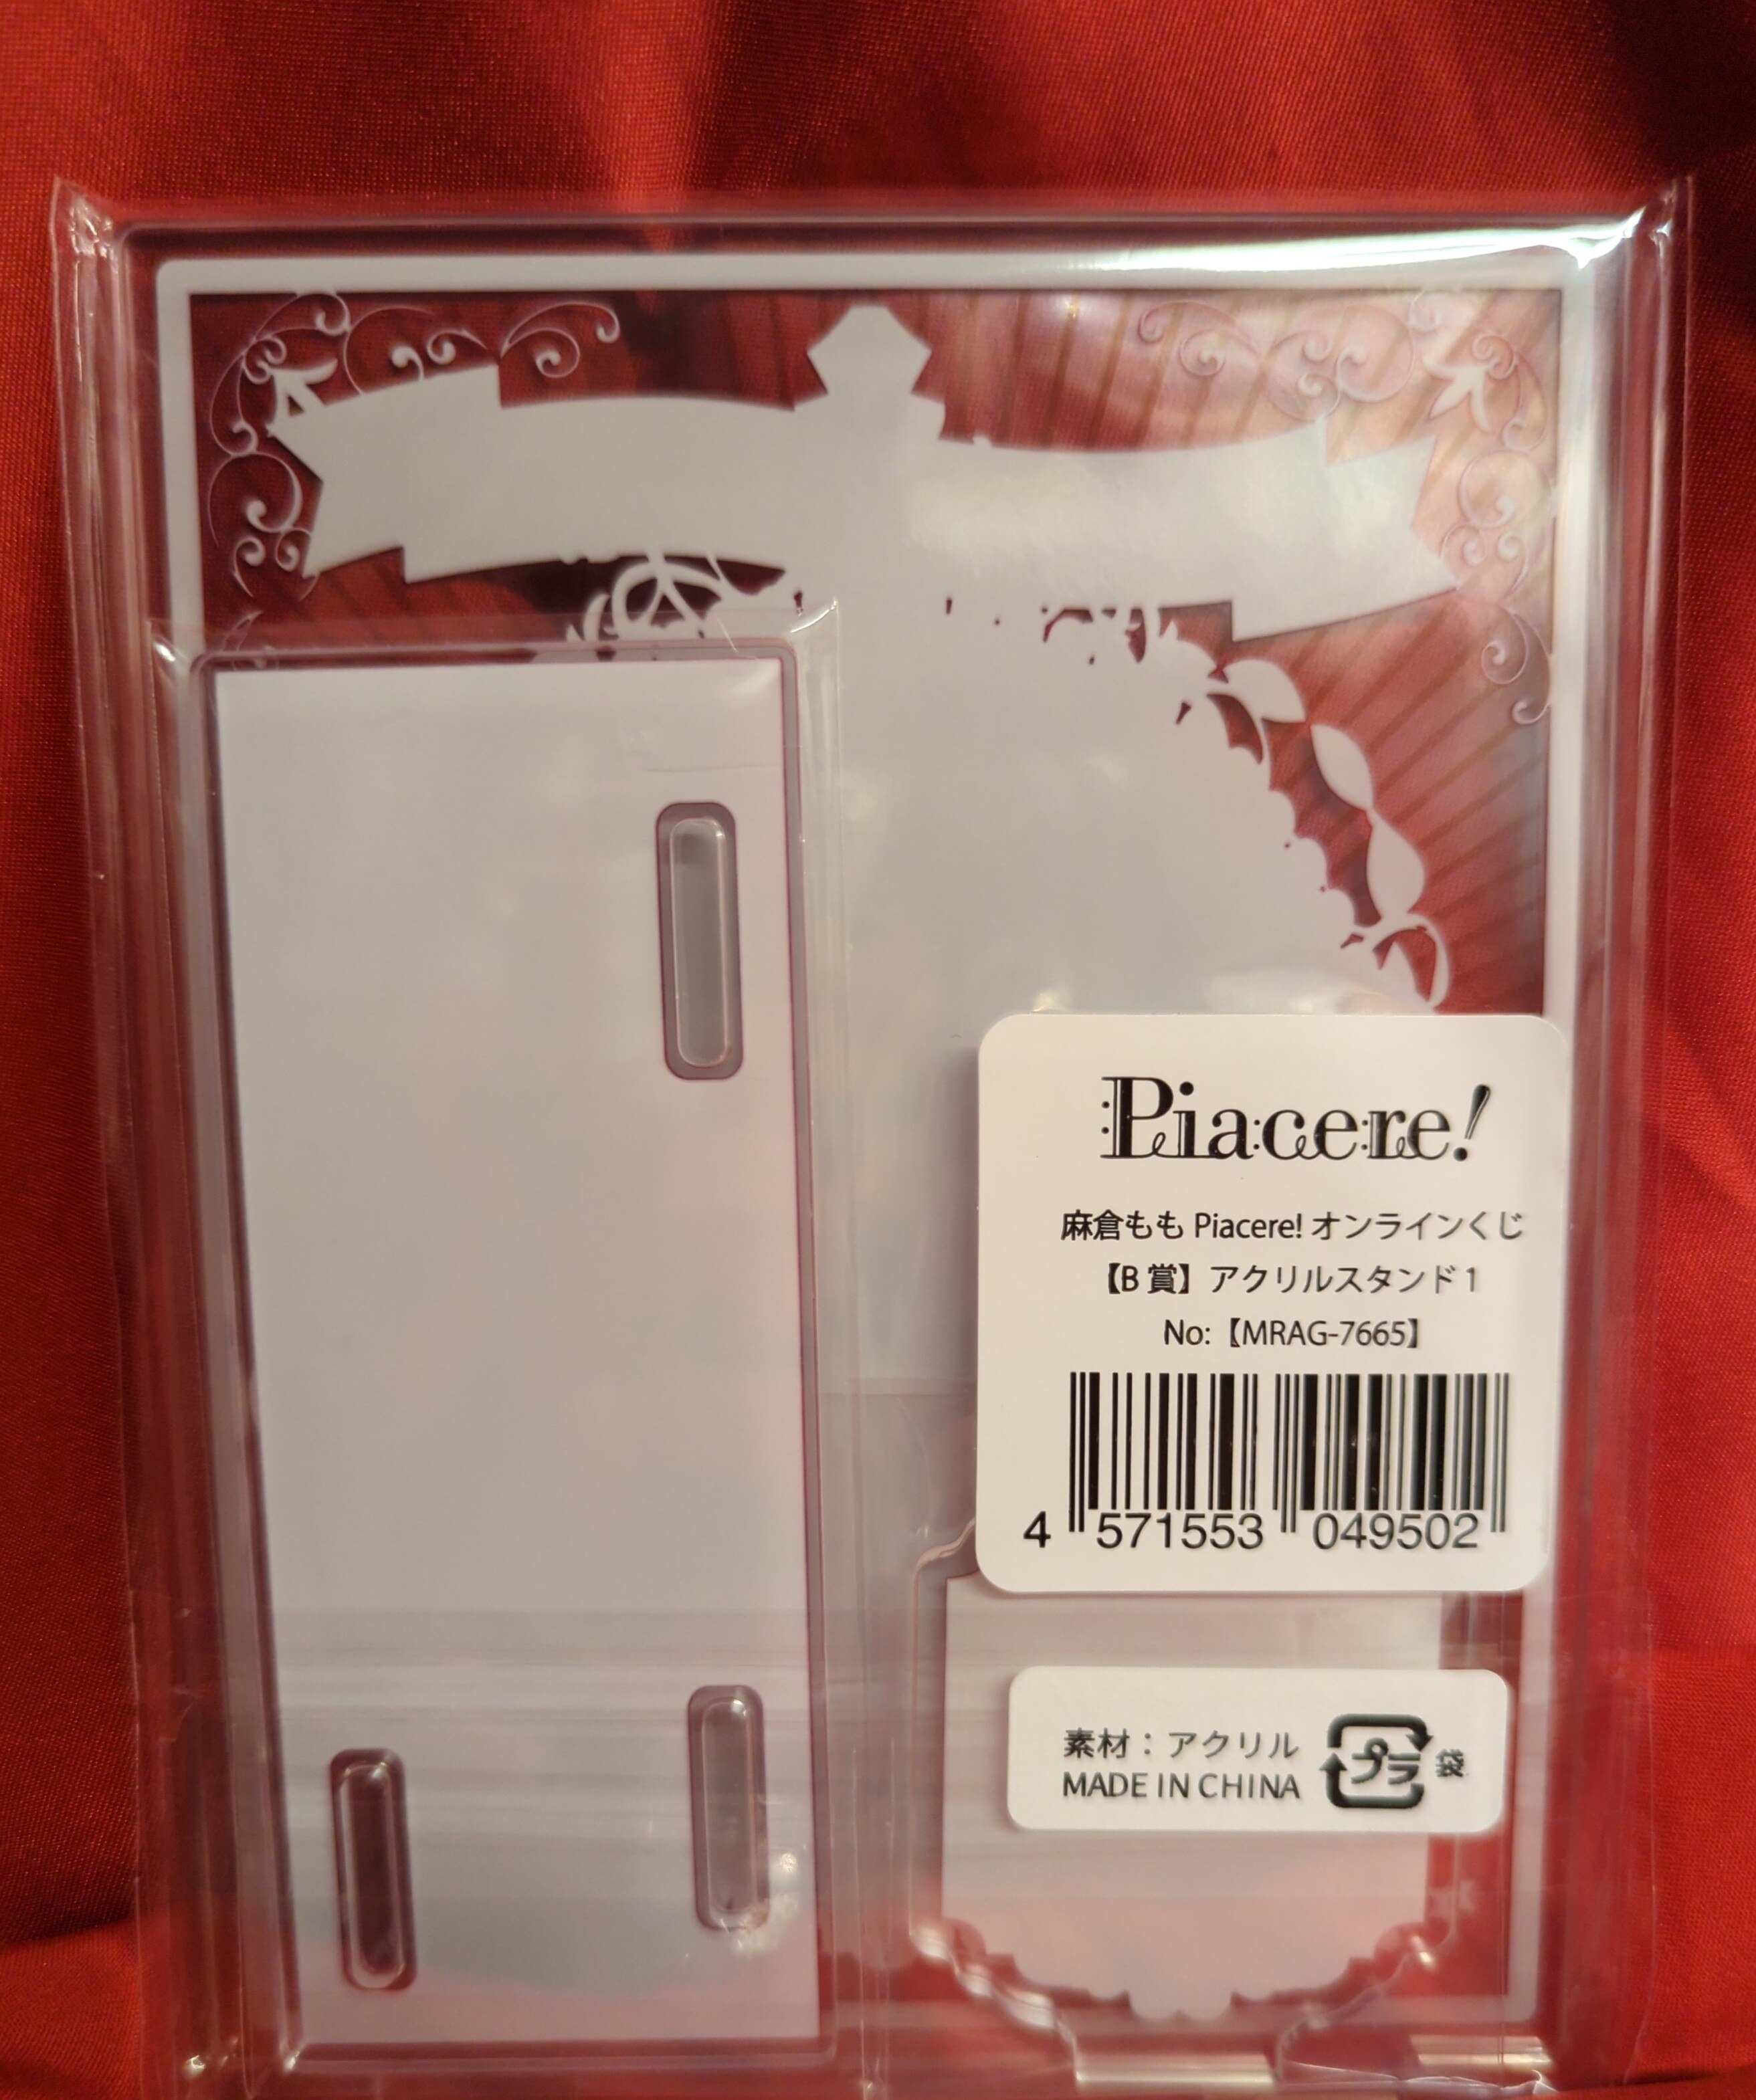 Piacere!
麻倉もも Piacere! オンラインくじ
【B 賞】アクリルスタンド 1
No:【MRAG-7665】
4 571553 049502
素材：アクリル
MADE IN CHINA
プラ 袋